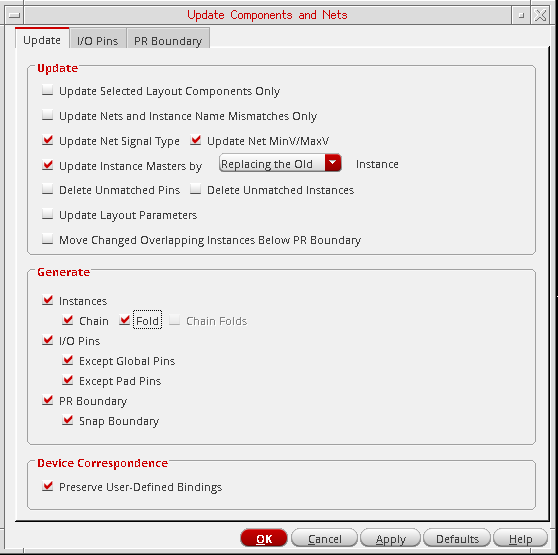 Update Components and Nets
Update I/O Pins PR Boundary
Update
Update Selected Layout Components Only
Update Nets and Instance Name Mismatches Only
Update Net Signal Type Update Net MinV/MaxV
Update Instance Masters by Replacing the Old Instance
Delete Unmatched Pins Delete Unmatched Instances
Update Layout Parameters
Move Changed Overlapping Instances Below PR Boundary
Generate
Instances
Chain Fold Chain Folds
I/O Pins
Except Global Pins
Except Pad Pins
PR Boundary
Snap Boundary
Device Correspondence
Preserve User-Defined Bindings
OK Cancel Apply Defaults Help